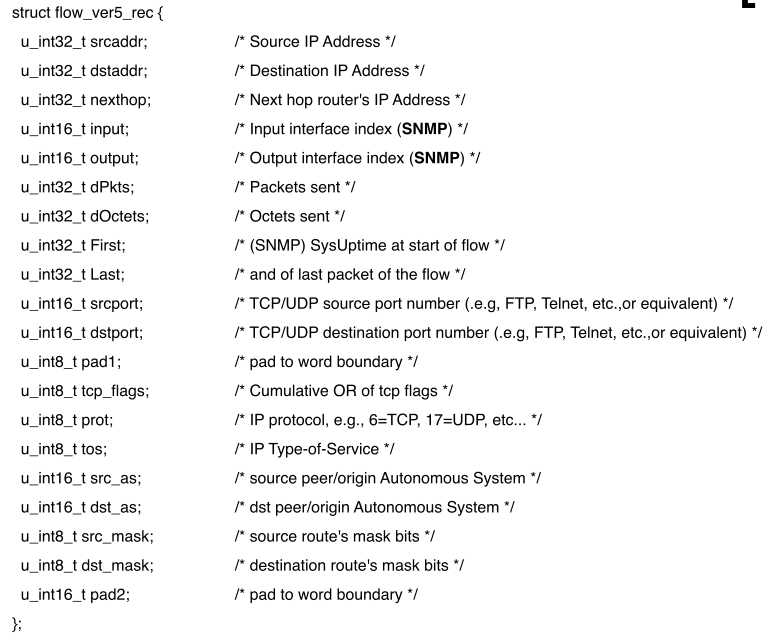 struct flow_ver5_rec {
u_int32_t srcaddr; /* Source IP Address */
u_int32_t dstaddr; /* Destination IP Address */
u_int32_t nexthop; /* Next hop router's IP Address */
u_int16_t input; /* Input interface index (SNMP) */
u_int16_t output; /* Output interface index (SNMP) */
u_int32_t dPkts; /* Packets sent */
u_int32_t dOctets; /* Octets sent */
u_int32_t First; /* (SNMP) SysUptime at start of flow */
u_int32_t Last; /* and of last packet of the flow */
u_int16_t srcport; /* TCP/UDP source port number (.e.g, FTP, Telnet, etc.,or equivalent) */
u_int16_t dstport; /* TCP/UDP destination port number (.e.g, FTP, Telnet, etc.,or equivalent) */
u_int8_t pad1; /* pad to word boundary */
u_int8_t tcp_flags; /* Cumulative OR of tcp flags */
u_int8_t prot; /* IP protocol, e.g., 6=TCP, 17=UDP, etc... */
u_int8_t tos; /* IP Type-of-Service */
u_int16_t src_as; /* source peer/origin Autonomous System */
u_int16_t dst_as; /* dst peer/origin Autonomous System */
u_int8_t src_mask; /* source route's mask bits */
u_int8_t dst_mask; /* destination route's mask bits */
u_int16_t pad2; /* pad to word boundary */
};